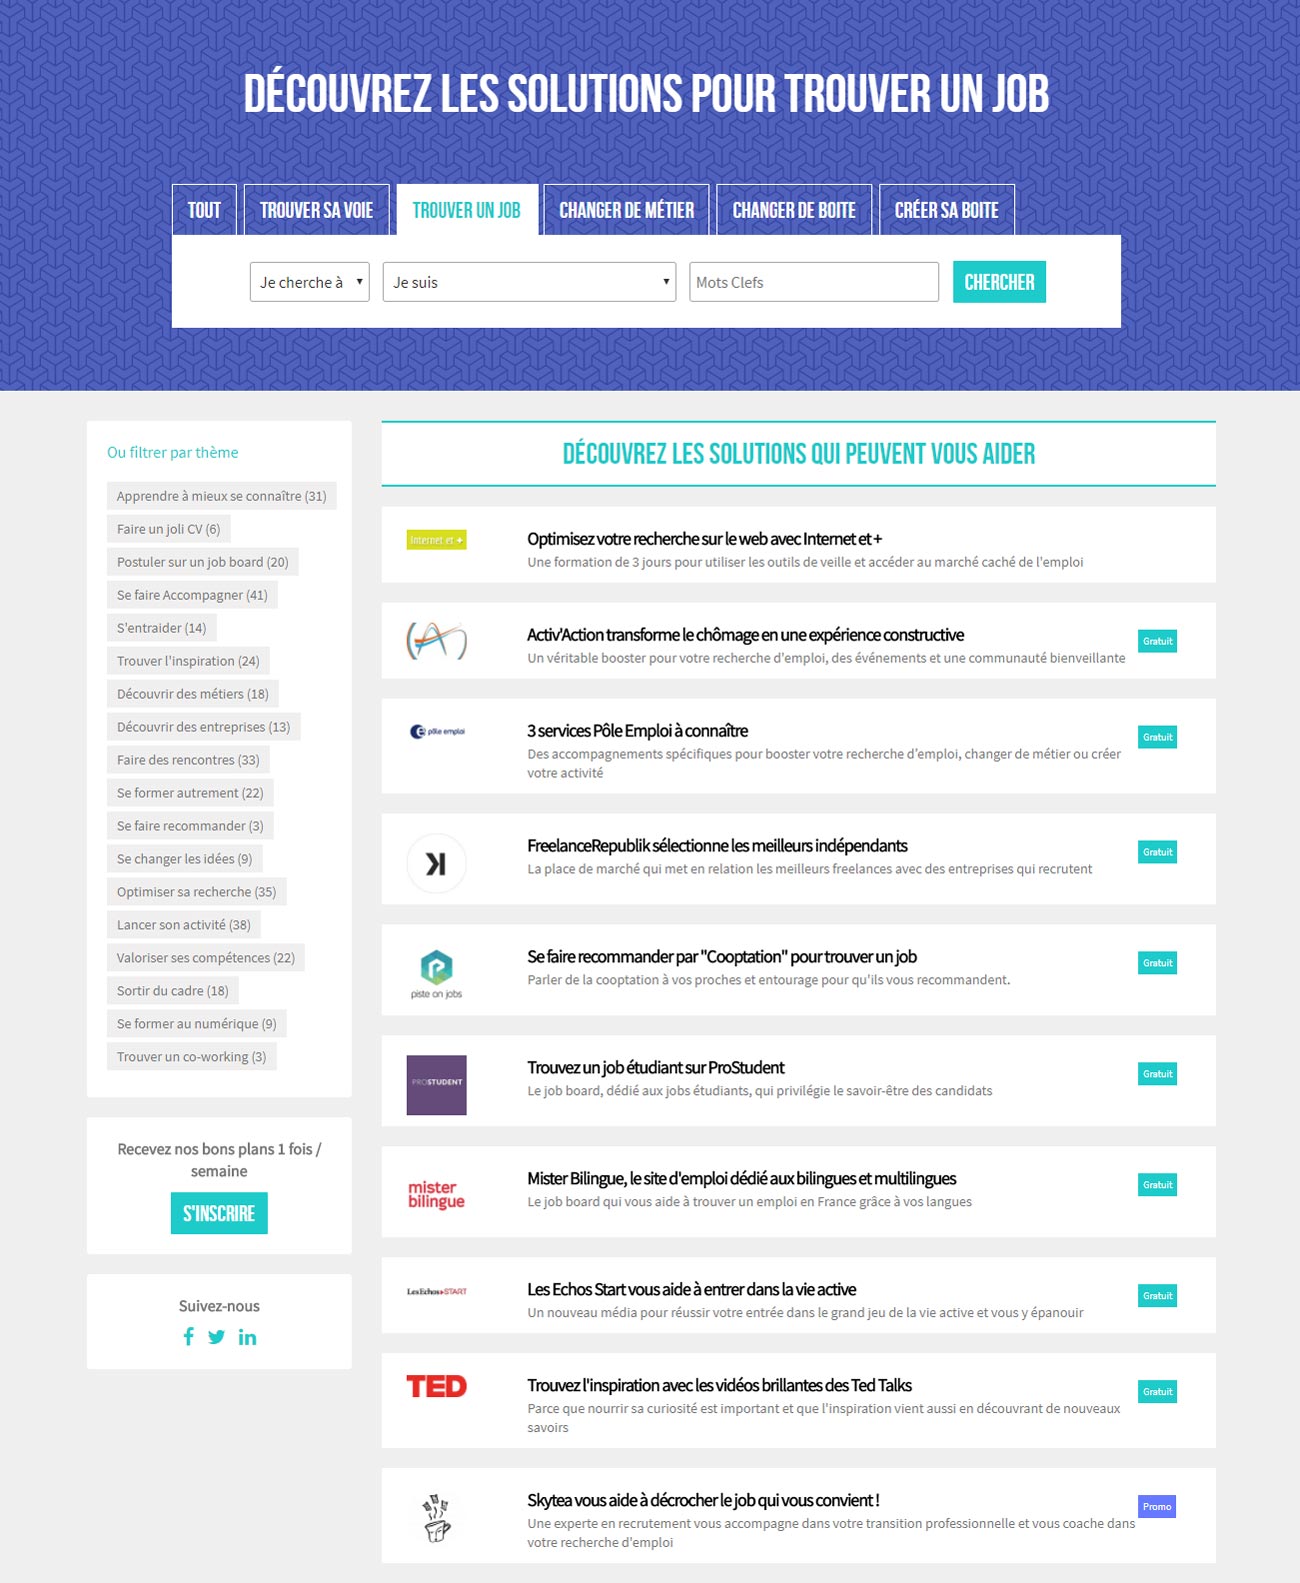 DÉCOUVREZ LES SOLUTIONS POUR TROUVER UN JOB
TOUT
TROUVER SA VOIE
TROUVER UN JOB
CHANGER DE MÉTIER
CHANGER DE BOITE
CRÉER SA BOITE
Je cherche à
Je suis
Mots Clefs
CHERCHER
Ou filtrer par thème
Apprendre à mieux se connaître (31)
Faire un joli CV (6)
Postuler sur un job board (20)
Se faire Accompagner (41)
S'entraider (14)
Trouver l'inspiration (24)
Découvrir des métiers (18)
Découvrir des entreprises (13)
Faire des rencontres (33)
Se former autrement (22)
Se faire recommander (3)
Se changer les idées (9)
Optimiser sa recherche (35)
Lancer son activité (38)
Valoriser ses compétences (22)
Sortir du cadre (18)
Se former au numérique (9)
Trouver un co-working (3)
Recevez nos bons plans 1 fois /
semaine
S'INSCRIRE
Suivez-nous
DÉCOUVREZ LES SOLUTIONS QUI PEUVENT VOUS AIDER
Internet et +
Optimisez votre recherche sur le web avec Internet et +
Une formation de 3 jours pour utiliser les outils de veille et accéder au marché caché de l'emploi
Activ'Action transforme le chômage en une expérience constructive
Un véritable booster pour votre recherche d'emploi, des événements et une communauté bienveillante
Gratuit
pôle emploi
3 services Pôle Emploi à connaître
Des accompagnements spécifiques pour booster votre recherche d'emploi, changer de métier ou créer
votre activité
Gratuit
FreelanceRepublik sélectionne les meilleurs indépendants
La place de marché qui met en relation les meilleurs freelances avec des entreprises qui recrutent
Gratuit
piste on jobs
Se faire recommander par "Cooptation" pour trouver un job
Parler de la cooptation à vos proches et entourage pour qu'ils vous recommandent.
Gratuit
PROSTUDENT
Trouvez un job étudiant sur ProStudent
Le job board, dédié aux jobs étudiants, qui privilégie le savoir-être des candidats
Gratuit
mister
bilingue
Mister Bilingue, le site d'emploi dédié aux bilingues et multilingues
Le job board qui vous aide à trouver un emploi en France grâce à vos langues
Gratuit
Les Echos START
Les Echos Start vous aide à entrer dans la vie active
Un nouveau média pour réussir votre entrée dans le grand jeu de la vie active et vous y épanouir
Gratuit
TED
Trouvez l'inspiration avec les vidéos brillantes des Ted Talks
Parce que nourrir sa curiosité est important et que l'inspiration vient aussi en découvrant de nouveaux
savoirs
Gratuit
Skytea vous aide à décrocher le job qui vous convient !
Une experte en recrutement vous accompagne dans votre transition professionnelle et vous coache dans
votre recherche d'emploi
Promo